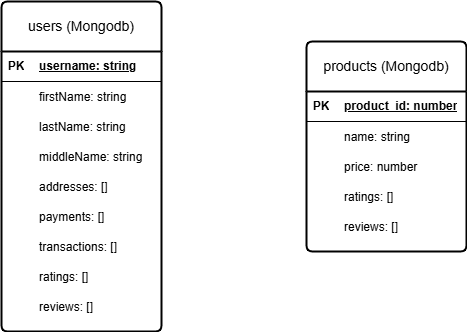 users (Mongodb)
PK username: string
firstName: string
lastName: string
middleName: string
addresses: []
payments: []
transactions: []
ratings: []
reviews: []
products (Mongodb)
PK product_id: number
name: string
price: number
ratings: []
reviews: []